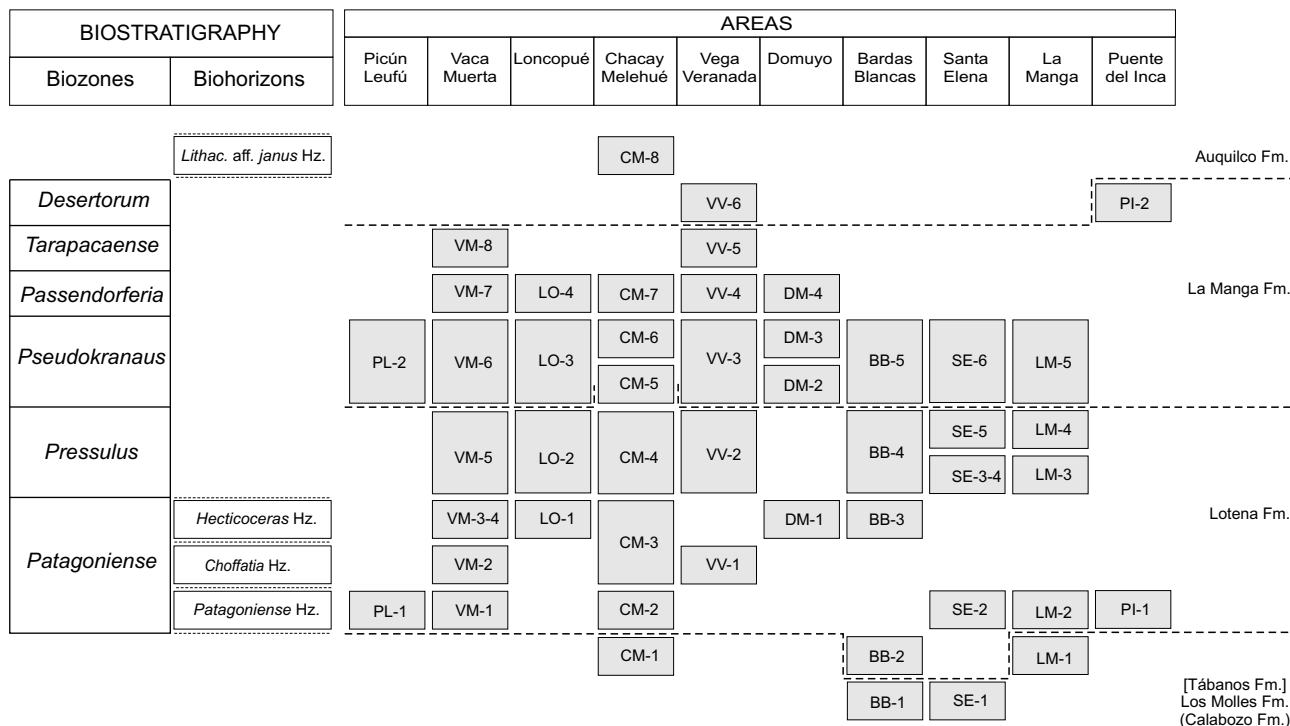 BIOSTRATIGRAPHY
AREAS
Biozones
Biohorizons
Picún
Leufú
Vaca
Muerta
Loncopué
Chacay
Melehué
Vega
Veranada
Domuyo
Bardas
Blancas
Santa
Elena
La
Manga
Puente
del Inca
Lithac. aff. janus Hz. CM-8 Auquilco Fm.
Desertorum VV-6 PI-2
Tarapacaense VM-8 VV-5
Passendorferia VM-7 LO-4 CM-7 VV-4 DM-4 La Manga Fm.
CM-6 DM-3
Pseudokranaus PL-2 VM-6 LO-3 VV-3 BB-5 SE-6 LM-5
CM-5 DM-2
SE-5 LM-4
Pressulus VM-5 LO-2 CM-4 VV-2 BB-4
SE-3-4 LM-3
Hecticoceras Hz. VM-3-4 LO-1 DM-1 BB-3 Lotena Fm.
CM-3
Patagoniense Choffatia Hz. VM-2 VV-1
Patagoniense Hz. PL-1 VM-1 CM-2 SE-2 LM-2 PI-1
CM-1 BB-2 LM-1
BB-1 SE-1
[Tábanos Fm.]
Los Molles Fm.
(Calabozo Fm.)